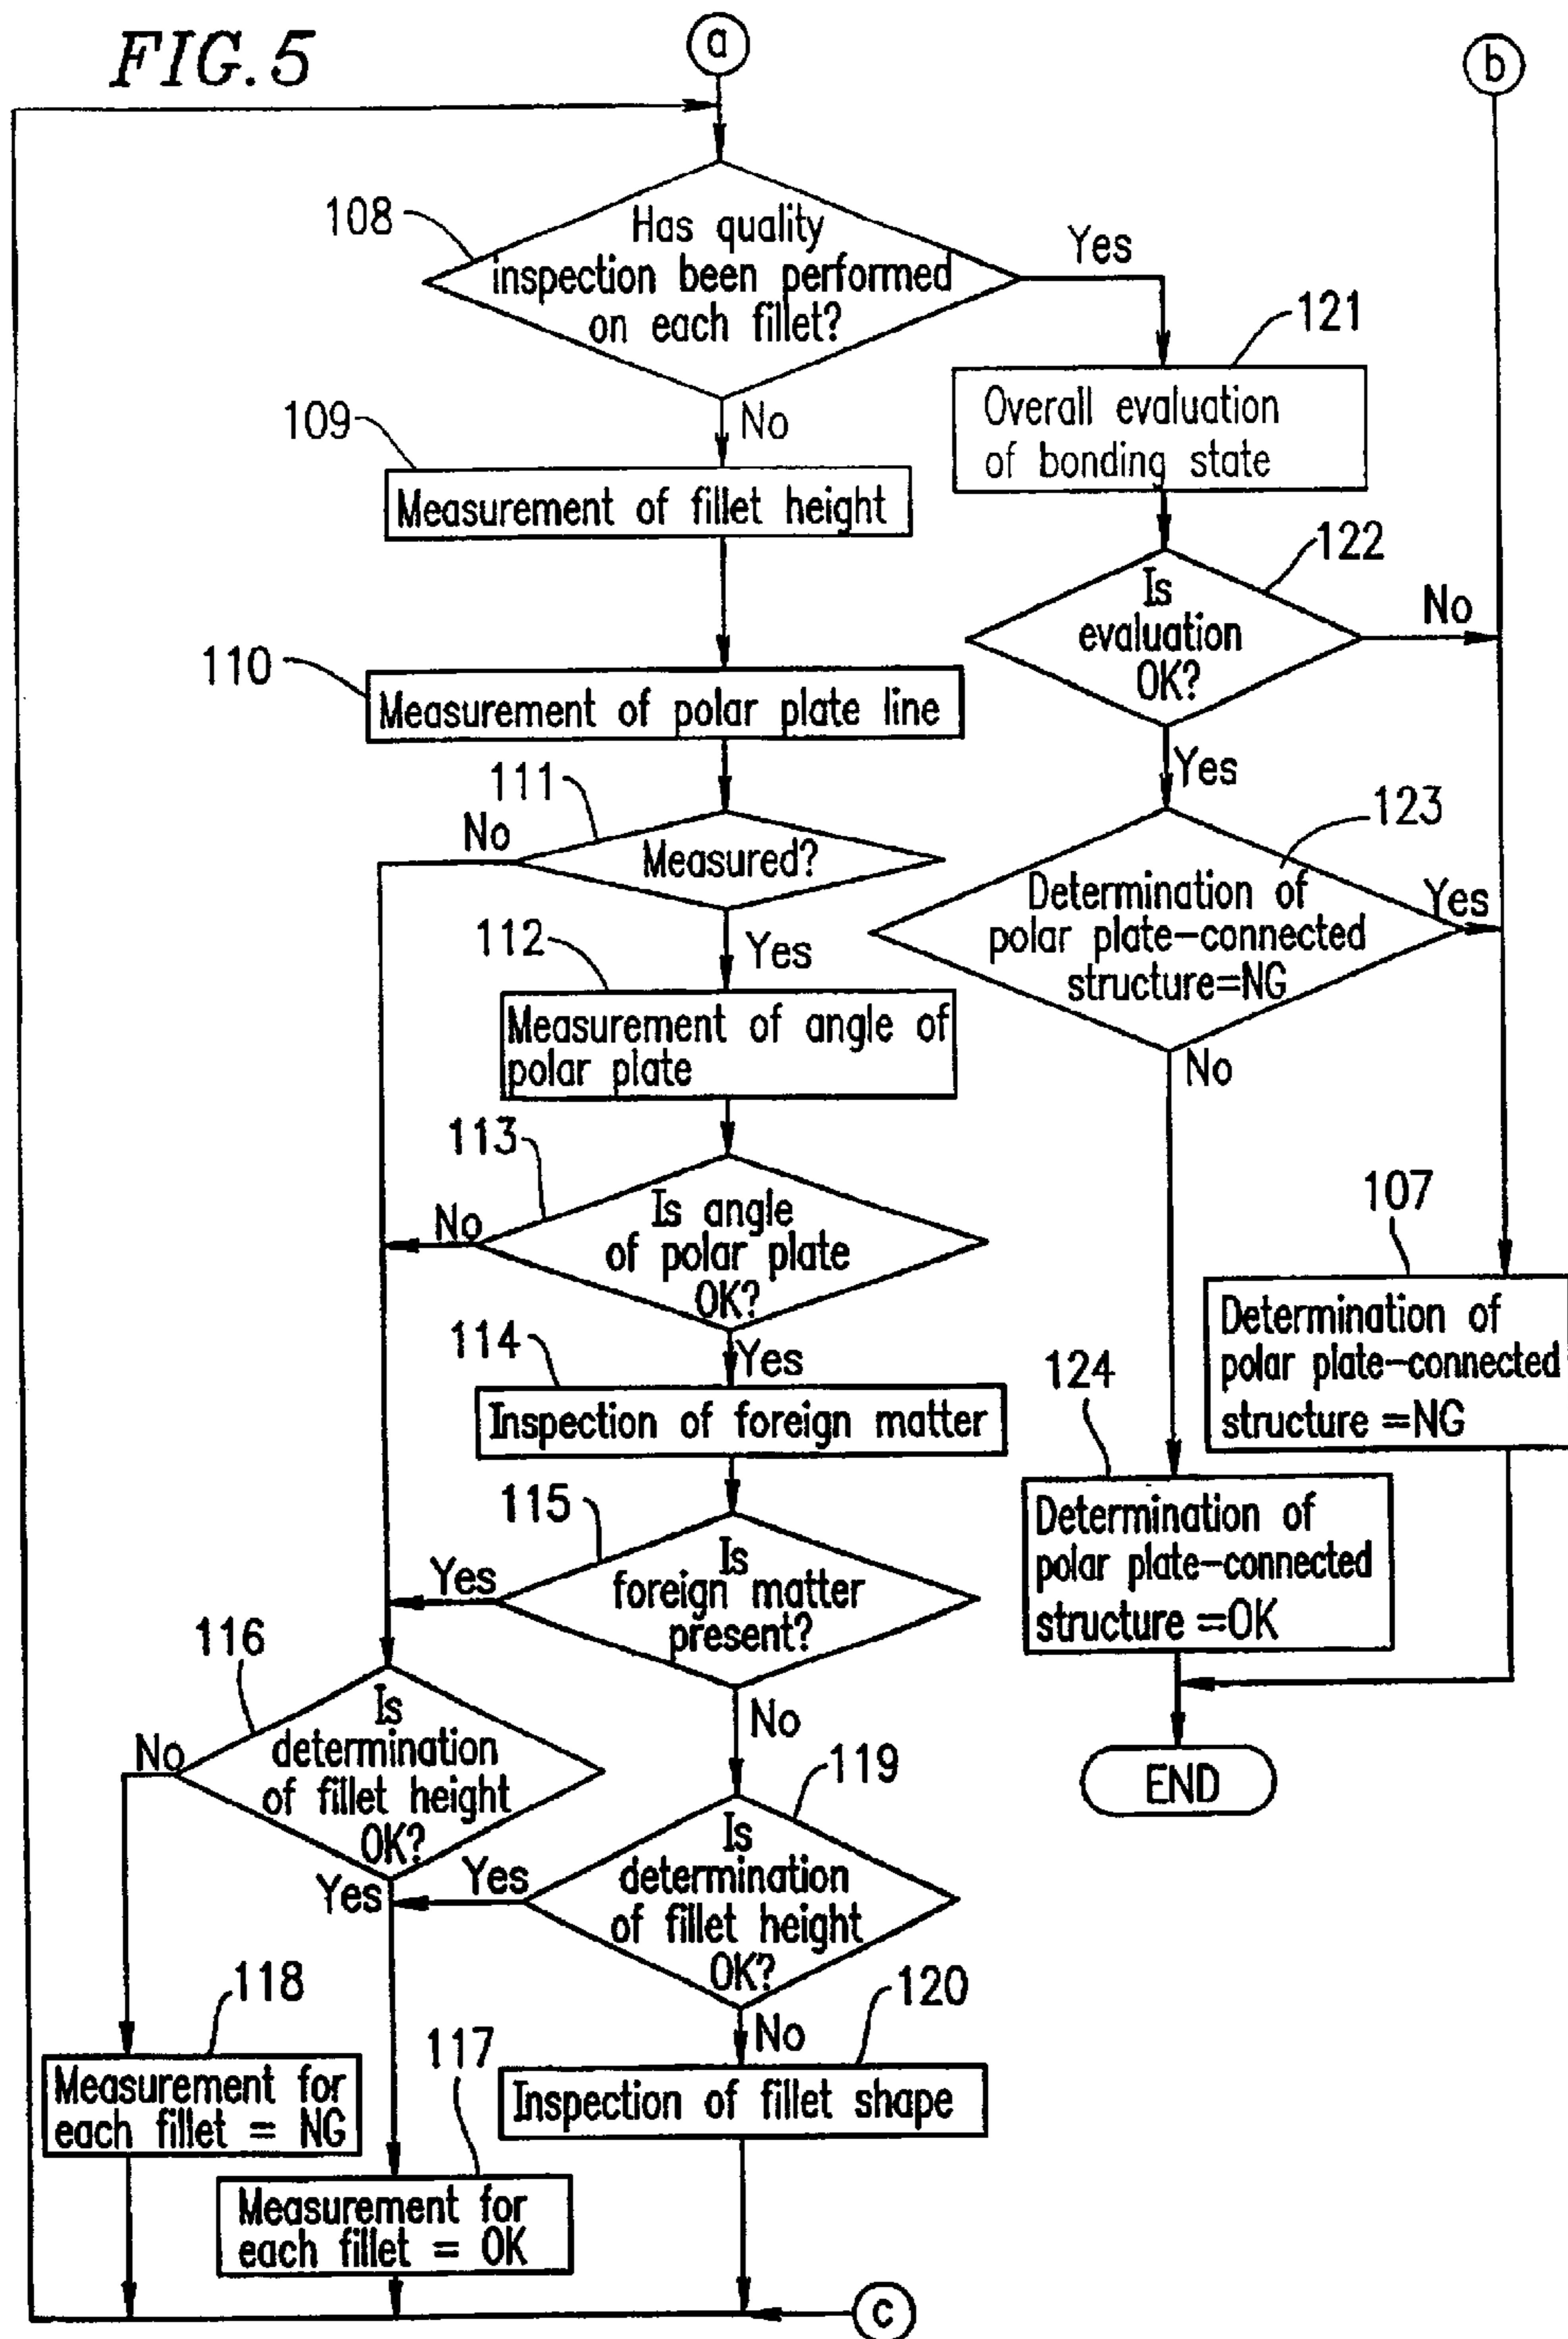 FIG. 5
a
b
108
Has quality
inspection been performed
on each fillet?
Yes
No
121
Overall evaluation
of bonding state
109
Measurement of fillet height
122
Is
evaluation
OK?
No
Yes
110
Measurement of polar plate line
111
No
Measured?
Yes
123
Determination of
polar plate-connected
structure=NG
Yes
No
112
Measurement of angle of
polar plate
113
No
Is angle
of polar plate
OK?
Yes
107
Determination of
polar plate-connected
structure =NG
114
Inspection of foreign matter
124
Determination of
polar plate-connected
structure =OK
115
Yes
Is
foreign matter
present?
No
116
No
Is
determination
of fillet height
OK?
Yes
END
119
Yes
Is
determination
of fillet height
OK?
No
118
Measurement for
each fillet = NG
117
Measurement for
each fillet = OK
120
Inspection of fillet shape
c